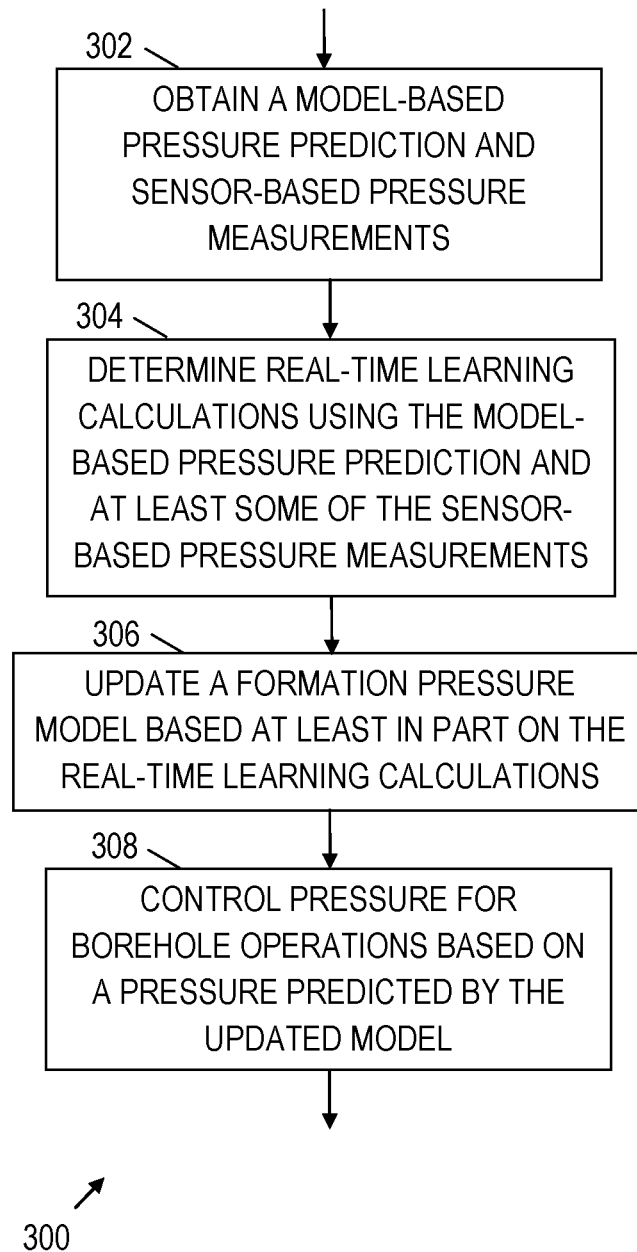 302
OBTAIN A MODEL-BASED
PRESSURE PREDICTION AND
SENSOR-BASED PRESSURE
MEASUREMENTS
304
DETERMINE REAL-TIME LEARNING
CALCULATIONS USING THE MODEL-
BASED PRESSURE PREDICTION AND
AT LEAST SOME OF THE SENSOR-
BASED PRESSURE MEASUREMENTS
306
UPDATE A FORMATION PRESSURE
MODEL BASED AT LEAST IN PART ON THE
REAL-TIME LEARNING CALCULATIONS
308
CONTROL PRESSURE FOR
BOREHOLE OPERATIONS BASED ON
A PRESSURE PREDICTED BY THE
UPDATED MODEL
300